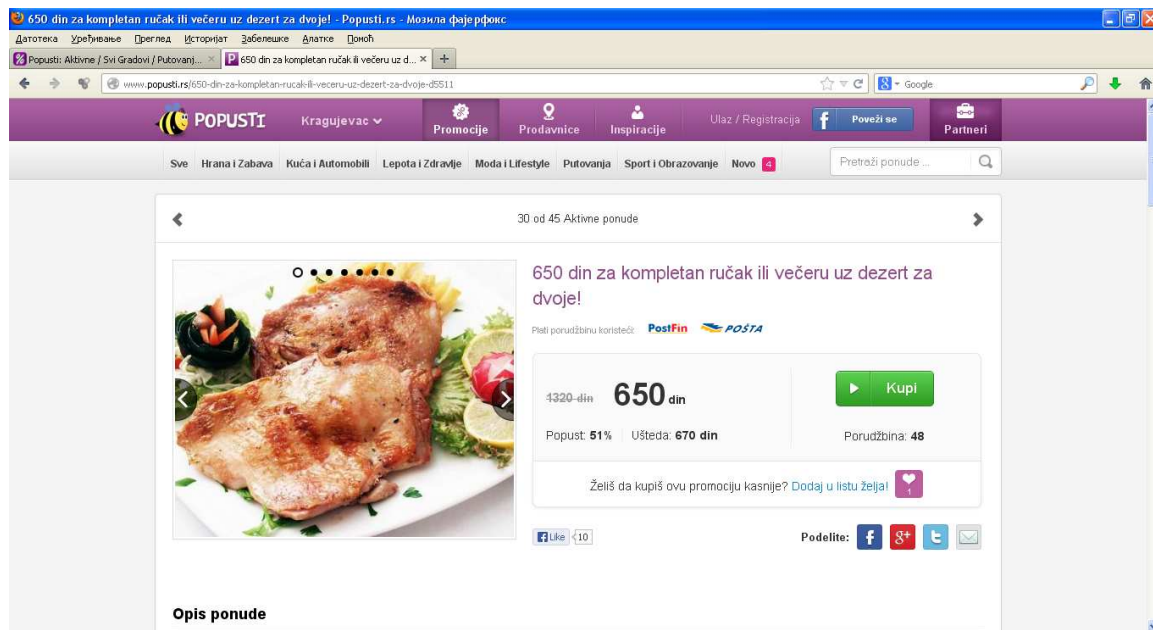 650 din za kompletan ručak ili večeru uz dezert za dvoje! - Popusti.rs - Мозила фајерфокс
Датотека Уређивање Преглед Историјат Забелешке Алатке Помоћ
% Popusti: Aktivne / Svi Gradovi / Putovanj... × P 650 din za kompletan ručak ili večeru uz d... × +
www.popusti.rs/650-din-za-kompletan-rucak-ili-veceru-uz-dezert-za-dvoje-d5511 8 Google
POPUSTI Kragujevac Promocije Prodavnice Inspiracije Ulaz / Registracija f Poveži se Partneri
Sve Hrana i Zabava Kuća i Automobili Lepota i Zdravlje Moda i Lifestyle Putovanja Sport i Obrazovanje Novo 4 Pretraži ponude ...
30 od 45 Aktivne ponude
650 din za kompletan ručak ili večeru uz dezert za
dvoje!
Plati porudžbinu koristeći: PostFin POŠTA
1320 din 650 din Kupi
Popust: 51% Ušteda: 670 din Porudžbina: 48
Želiš da kupiš ovu promociju kasnije? Dodaj u listu želja! 1
f Like 10 Podelite: f 8+ t
Opis ponude